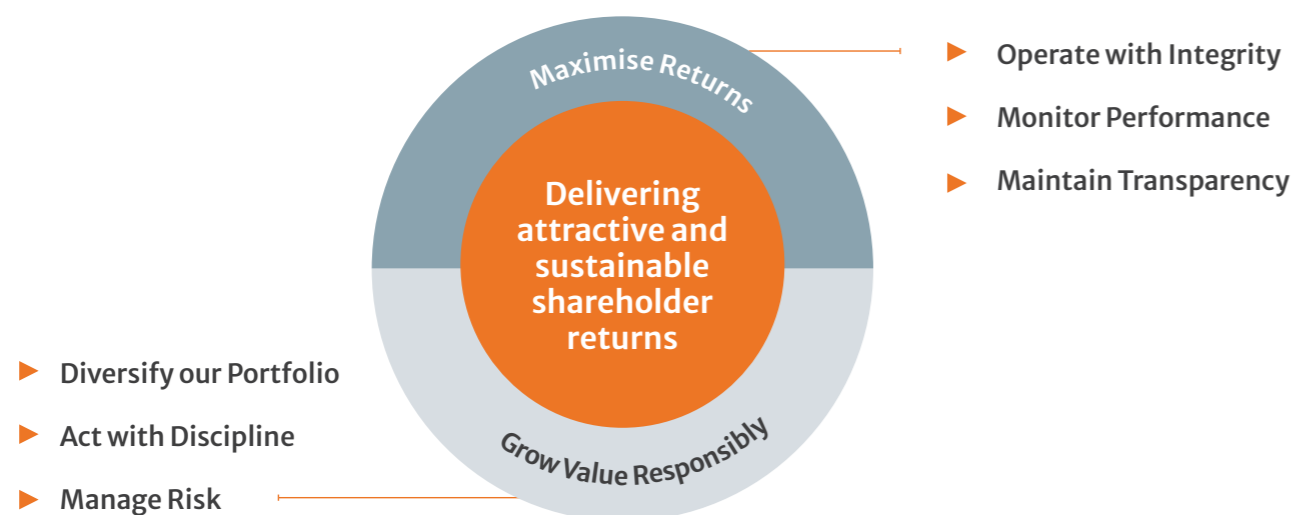 Maximise Returns
Operate with Integrity
Monitor Performance
Maintain Transparency
Delivering
attractive and
sustainable
shareholder
returns
Diversify our Portfolio
Act with Discipline
Manage Risk
Grow Value Responsibly